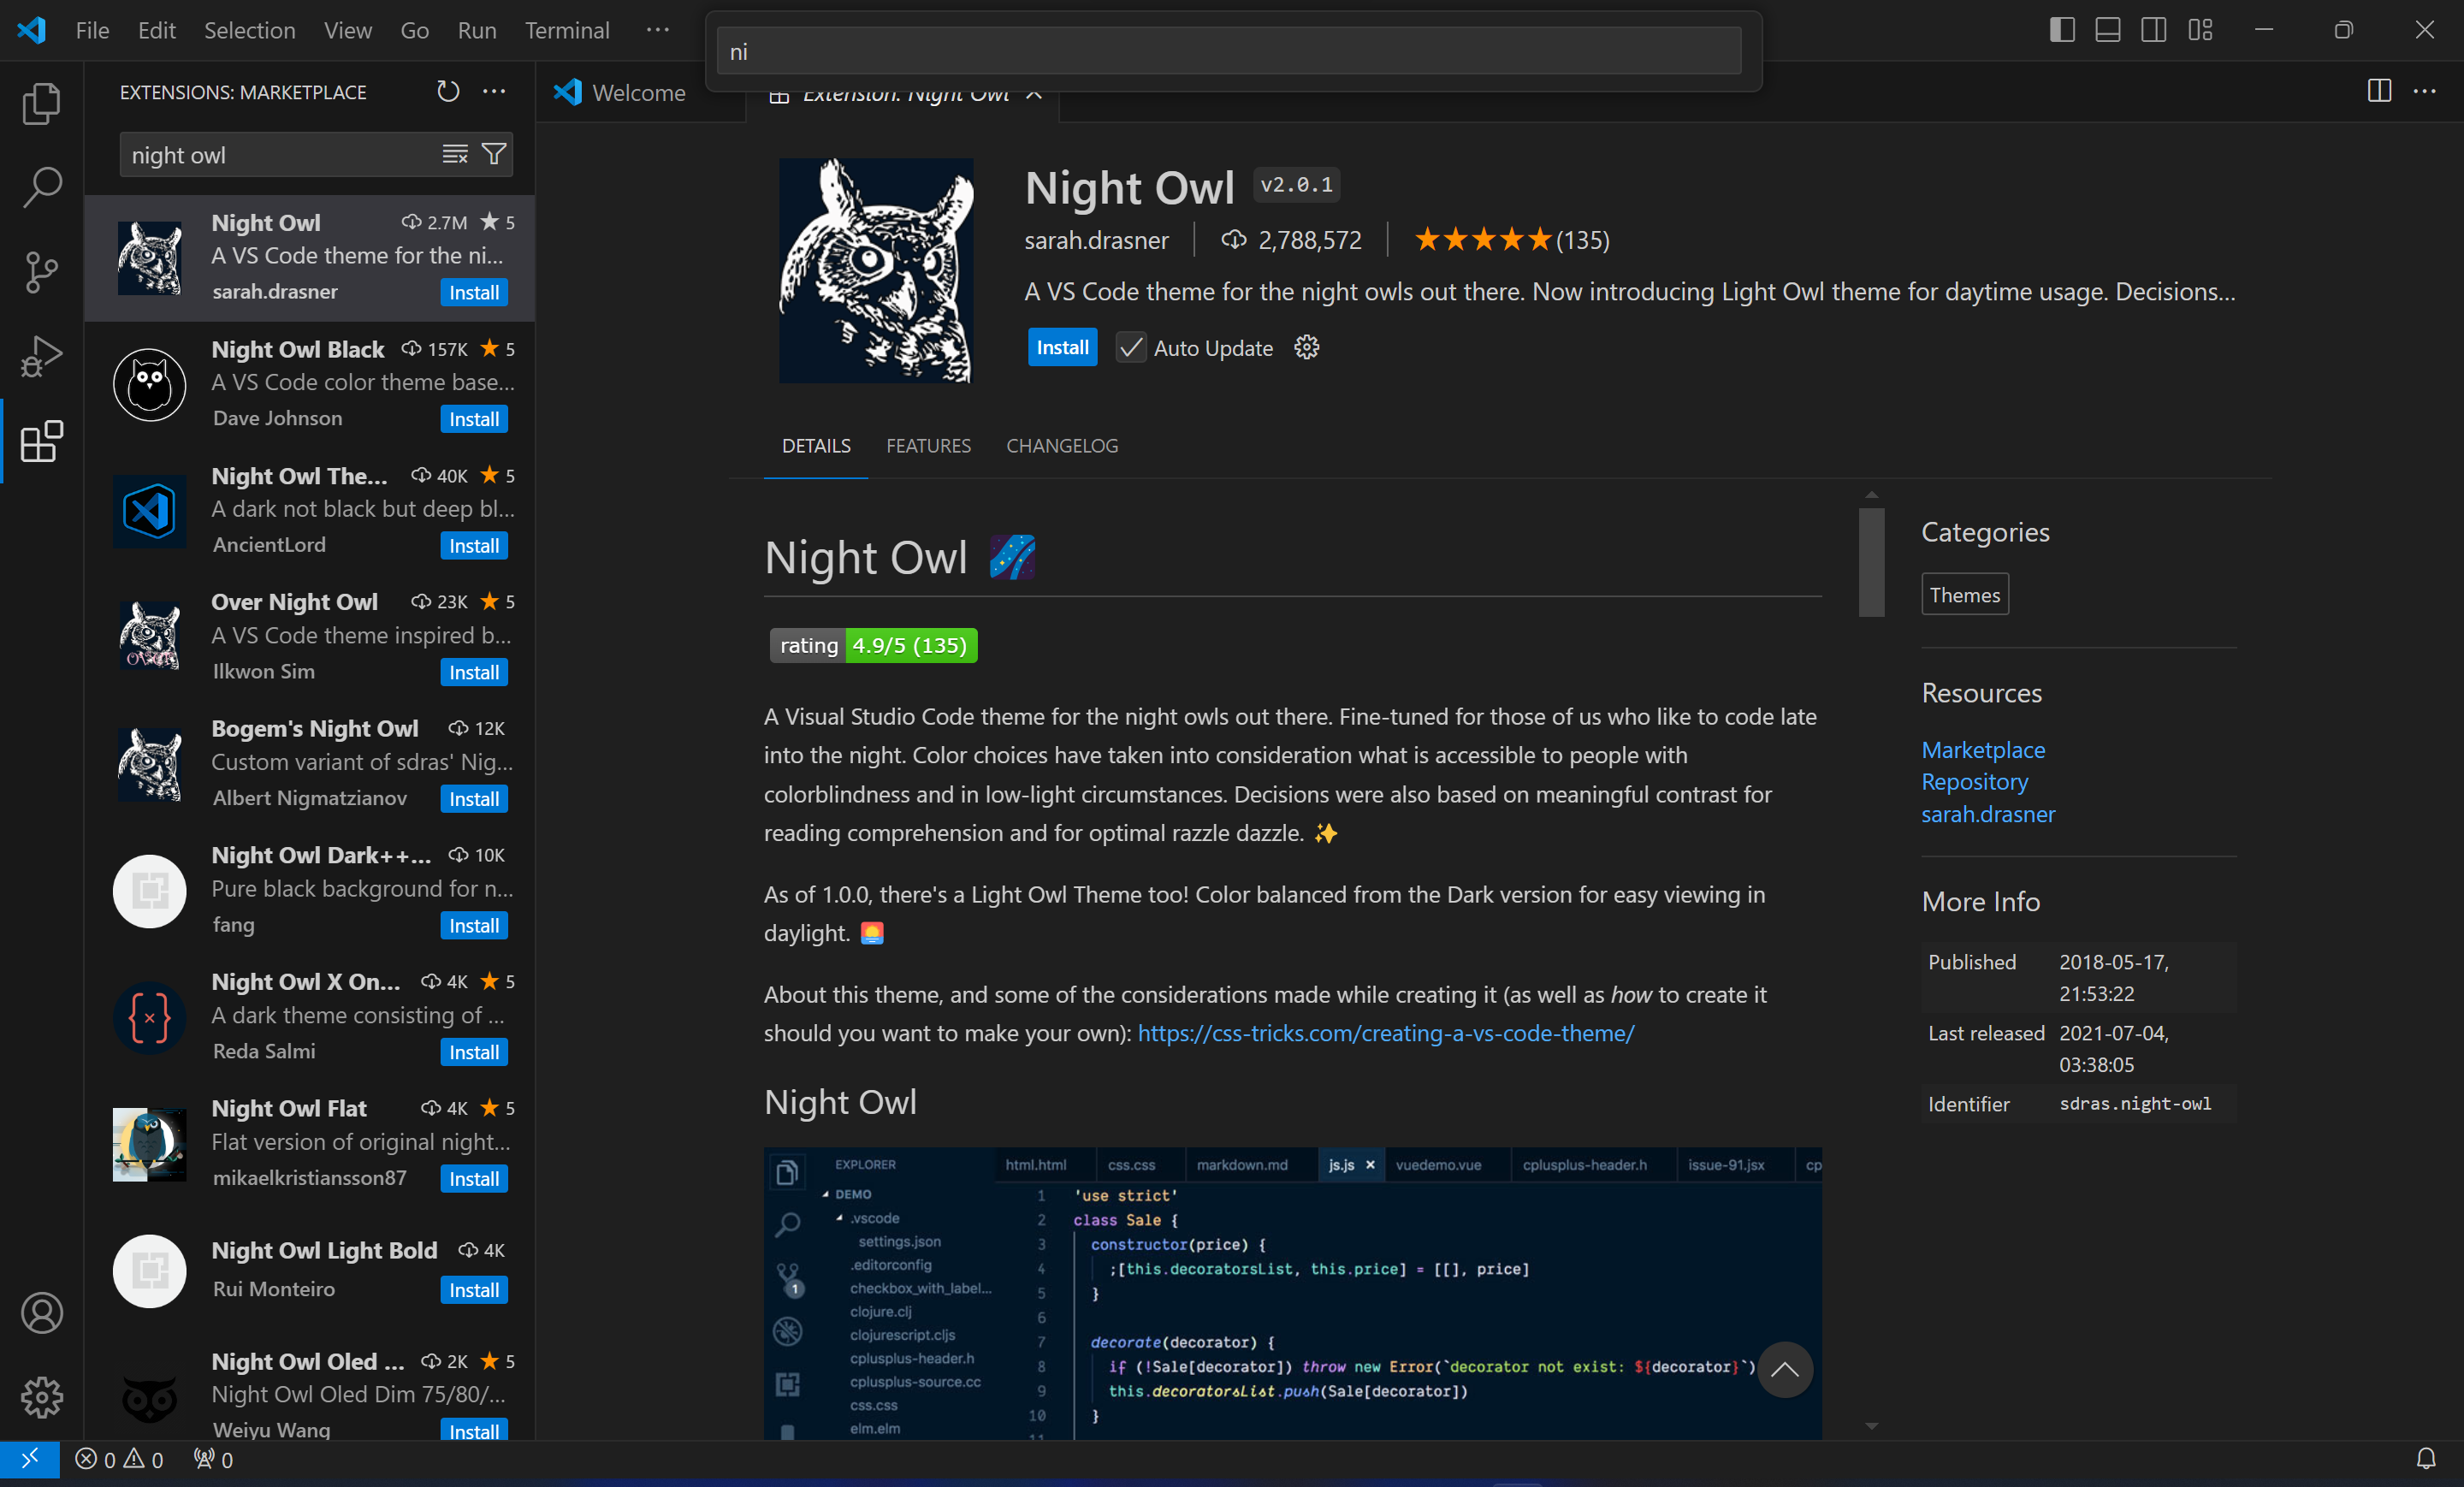 File Edit Selection View Go Run Terminal ···
ni
EXTENSIONS: MARKETPLACE
night owl
Night Owl 2.7M ★ 5
A VS Code theme for the ni...
sarah.drasner Install
Night Owl Black 157K ★ 5
A VS Code color theme base...
Dave Johnson Install
Night Owl The... 40K ★ 5
A dark not black but deep bl...
AncientLord Install
Over Night Owl 23K ★ 5
A VS Code theme inspired b...
Ilkwon Sim Install
Bogem's Night Owl 12K
Custom variant of sdras' Nig...
Albert Nigmatzianov Install
Night Owl Dark++... 10K
Pure black background for n...
fang Install
Night Owl X On... 4K ★ 5
A dark theme consisting of ...
Reda Salmi Install
Night Owl Flat 4K ★ 5
Flat version of original night...
mikaelkristiansson87 Install
Night Owl Light Bold 4K
Rui Monteiro Install
Night Owl Oled ... 2K ★ 5
Night Owl Oled Dim 75/80/...
Weiyu Wang Install
Welcome
Extension: Night Owl
Night Owl v2.0.1
sarah.drasner 2,788,572 ★★★★★(135)
A VS Code theme for the night owls out there. Now introducing Light Owl theme for daytime usage. Decisions...
Install Auto Update
DETAILS FEATURES CHANGELOG
Night Owl 🌌
rating 4.9/5 (135)
A Visual Studio Code theme for the night owls out there. Fine-tuned for those of us who like to code late
into the night. Color choices have taken into consideration what is accessible to people with
colorblindness and in low-light circumstances. Decisions were also based on meaningful contrast for
reading comprehension and for optimal razzle dazzle. ✨
As of 1.0.0, there's a Light Owl Theme too! Color balanced from the Dark version for easy viewing in
daylight. 🌅
About this theme, and some of the considerations made while creating it (as well as how to create it
should you want to make your own): https://css-tricks.com/creating-a-vs-code-theme/
Night Owl
EXPLORER
DEMO
.vscode
settings.json
.editorconfig
checkbox_with_label...
clojure.clj
clojurescript.cljs
cplusplus-header.h
cplusplus-source.cc
css.css
elm.elm
1
html.html css.css markdown.md js.js × vuedemo.vue cplusplus-header.h issue-91.jsx cp
1 'use strict'
2 class Sale {
3 constructor(price) {
4 ;[this.decoratorsList, this.price] = [[], price]
5 }
6
7 decorate(decorator) {
8 if (!Sale[decorator]) throw new Error(`decorator not exist: ${decorator}`)
9 this.decoratorsList.push(Sale[decorator])
10 }
11
Categories
Themes
Resources
Marketplace
Repository
sarah.drasner
More Info
Published 2018-05-17,
21:53:22
Last released 2021-07-04,
03:38:05
Identifier sdras.night-owl
0 0 0